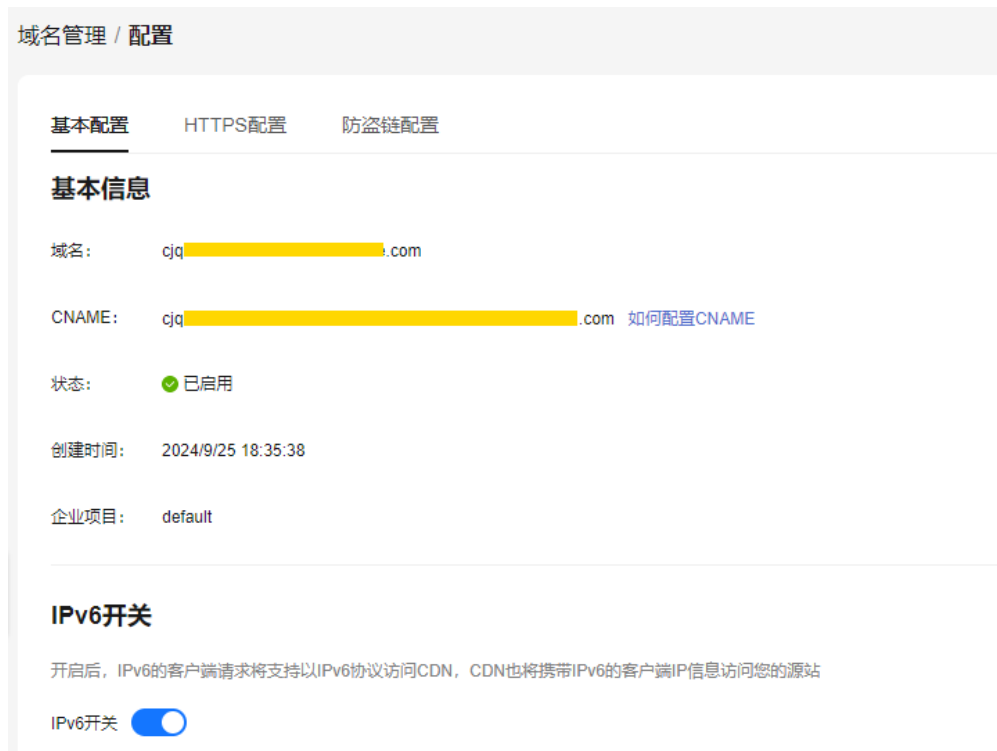 域名管理 / 配置
基本配置 HTTPS配置 防盗链配置
基本信息
域名： cjq .com
CNAME： cjq .com 如何配置CNAME
状态： 已启用
创建时间： 2024/9/25 18:35:38
企业项目： default
IPv6开关
开启后，IPv6的客户端请求将支持以IPv6协议访问CDN，CDN也将携带IPv6的客户端IP信息访问您的源站
IPv6开关